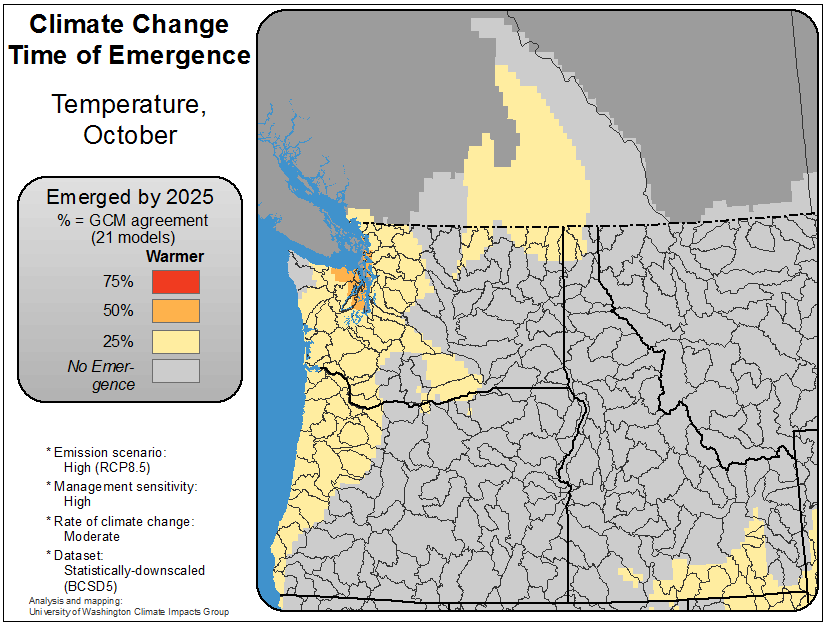 Climate Change
Time of Emergence
Temperature,
October
Emerged by 2025
% = GCM agreement
(21 models)
Warmer
75%
50%
25%
No Emer-
gence
* Emission scenario:
High (RCP8.5)
* Management sensitivity:
High
* Rate of climate change:
Moderate
* Dataset:
Statistically-downscaled
(BCSD5)
Analysis and mapping:
University of Washington Climate Impacts Group